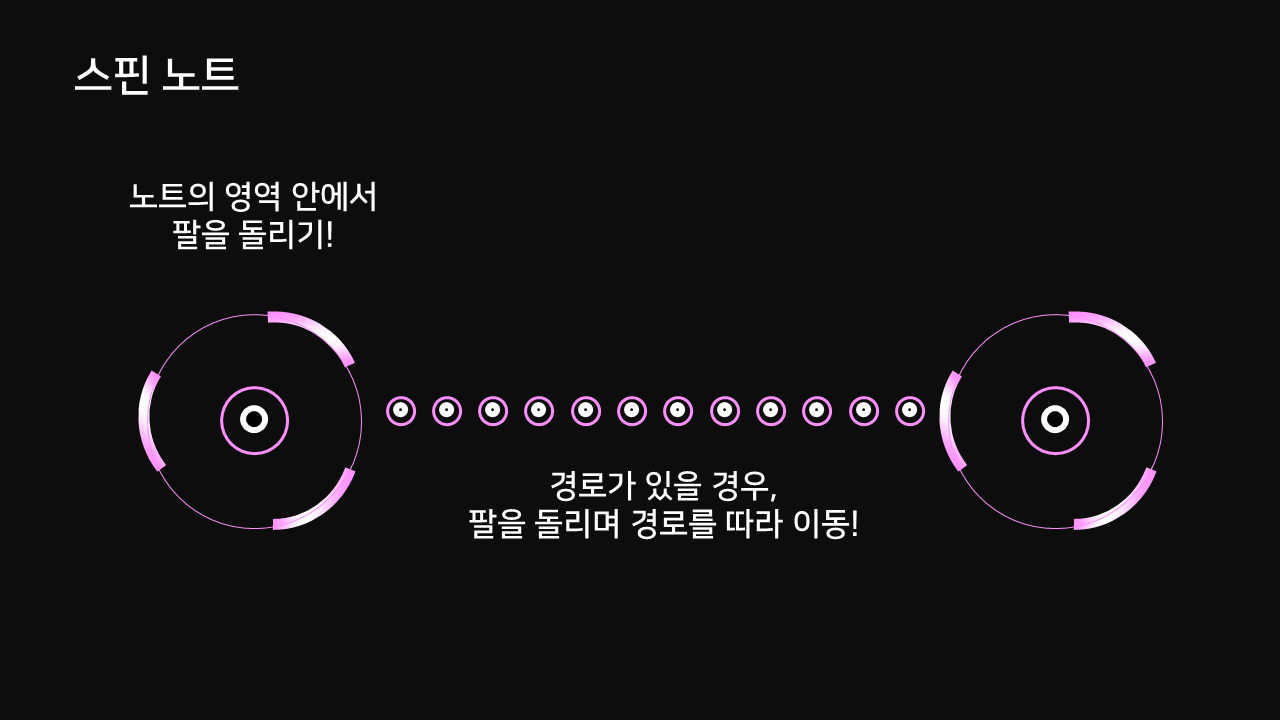 스핀 노트
노트의 영역 안에서
팔을 돌리기!
경로가 있을 경우,
팔을 돌리며 경로를 따라 이동!